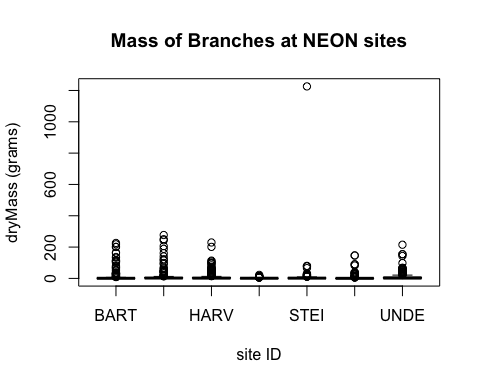 Mass of Branches at NEON sites
dryMass (grams)
1000
600
200
0
BART HARV STEI UNDE
site ID